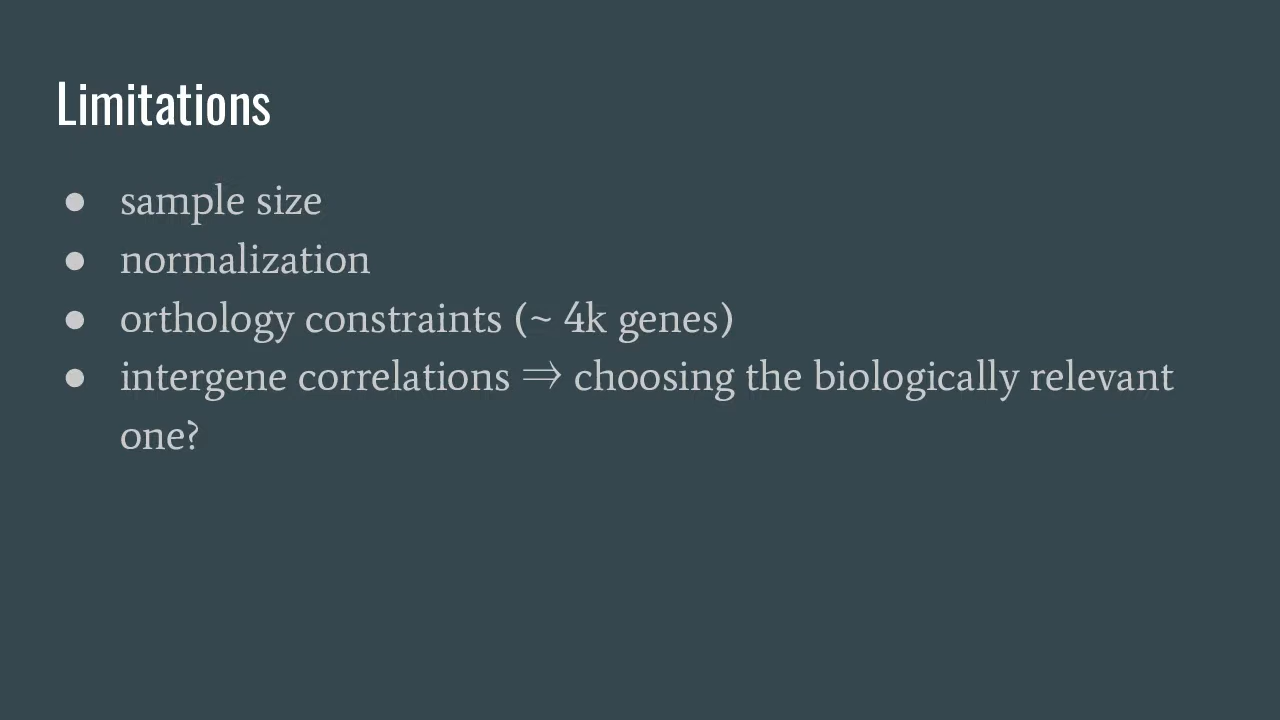 Limitations
● sample size
● normalization
● orthology constraints (~ 4k genes)
● intergene correlations ⇒ choosing the biologically relevant
one?